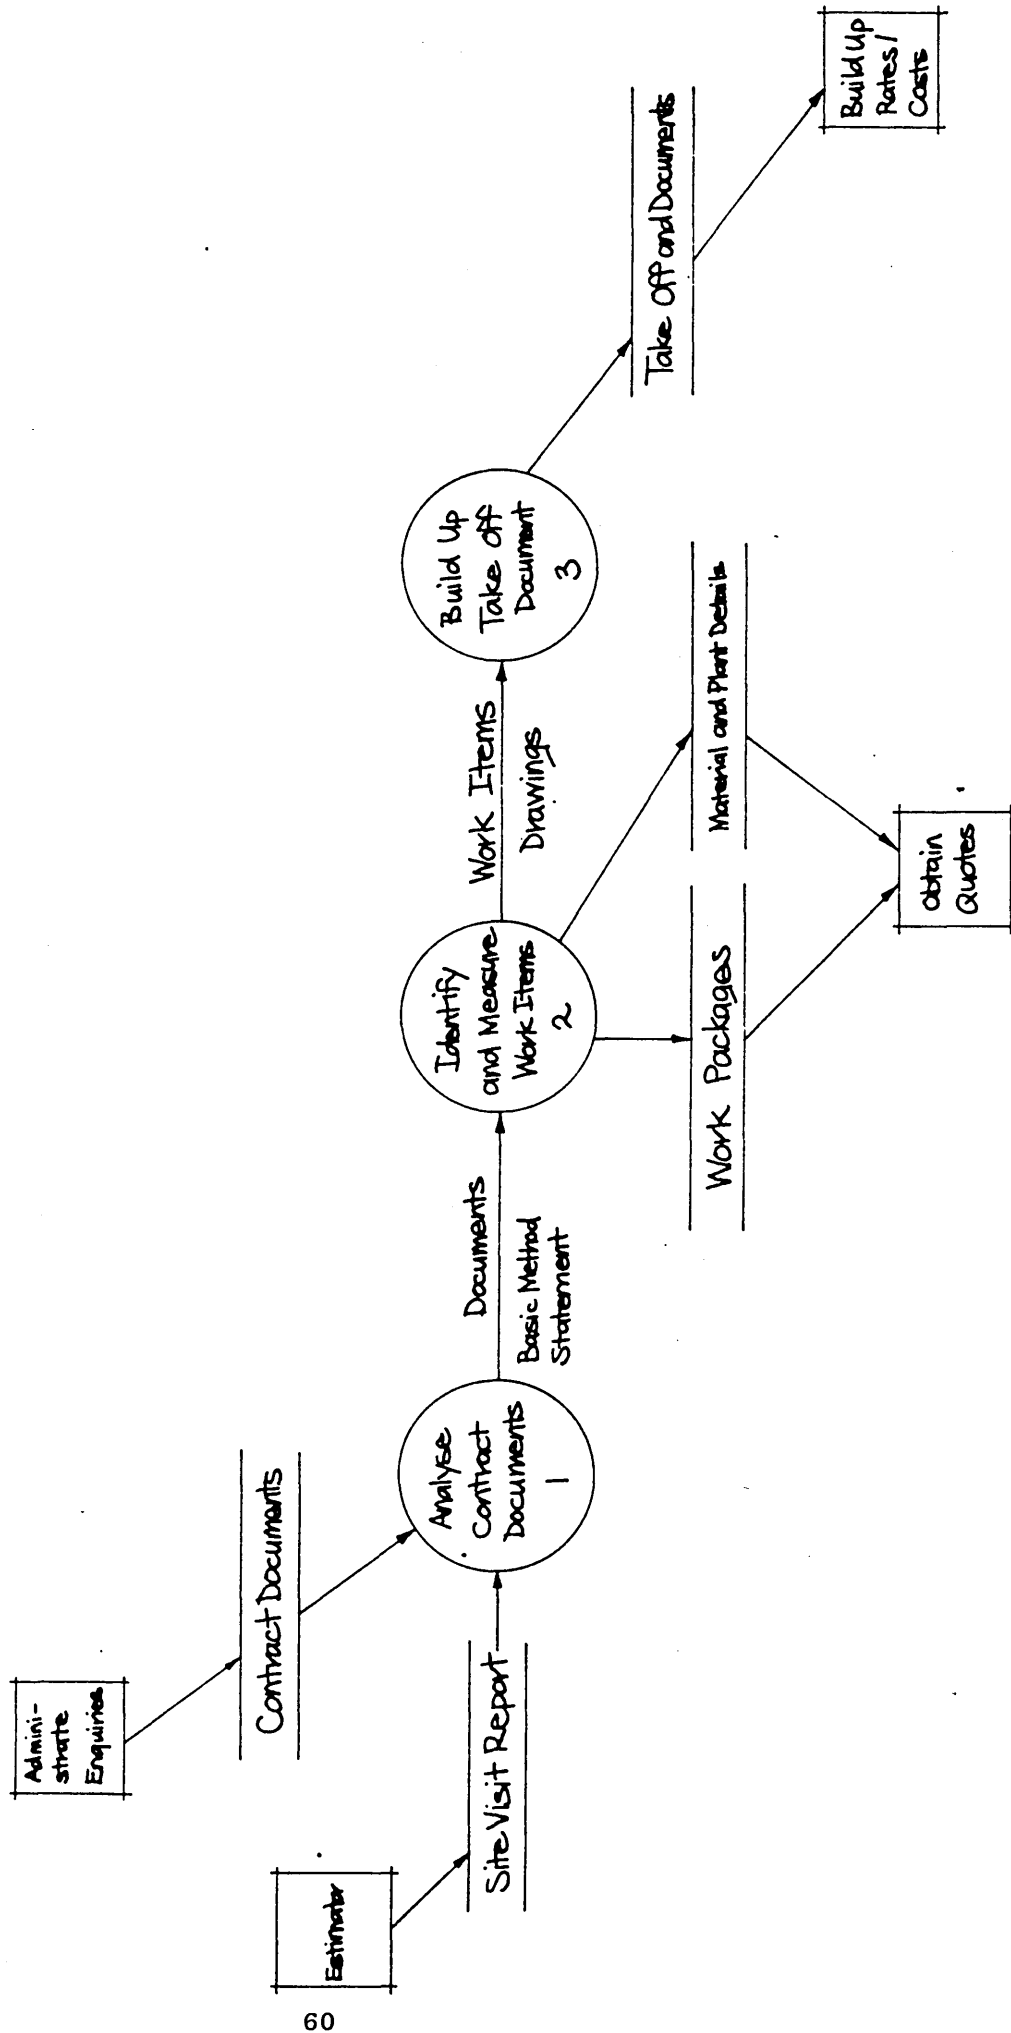 Admini-
strate
Enquiries
Estimator
Contract Documents
Site Visit Report
Analyse
Contract
Documents
1
Documents
Basic Method
Statement
Identify
and Measure
Work Items
2
Work Items
Drawings
Build Up
Take Off
Document
3
Work Packages
Material and Plant Details
Obtain
Quotes
Take Off and Documents
Build Up
Rates/
Costs
60